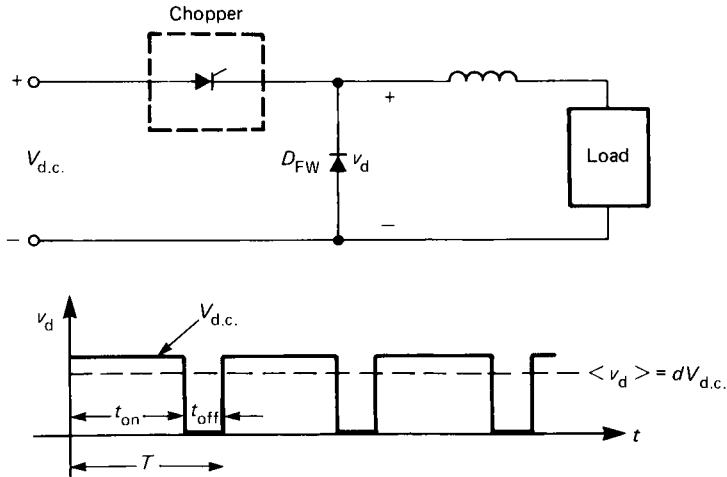 Chopper
+
+
V_d.c.
D_FW
v_d
Load
−
−
v_d
V_d.c.
< v_d > = dV_d.c.
t_on
t_off
t
T